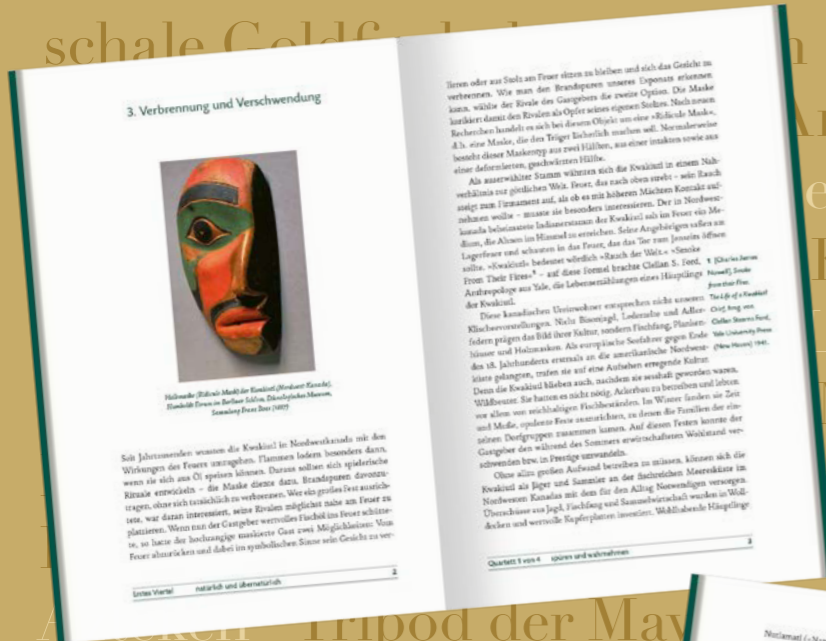 schale
3. Verbrennung und Verschwendung
Holzmaske (Ridicule Mask) der Kwakiutl (Nordwest-Kanada),
Humboldt Forum im Berliner Schloss, Ethnologisches Museum,
Sammlung Franz Boas (1887)
Seit Jahrtausenden wussten die Kwakiutl in Nordwestkanada mit den
Wirkungen des Feuers umzugehen. Flammen lodern besonders dann,
wenn sie sich aus Öl speisen können. Daraus sollten sich spielerische
Rituale entwickeln – die Maske diente dazu, Brandspuren davonzu-
tragen, ohne sich tatsächlich zu verbrennen. Wer ein großes Fest ausrich-
tete, war daran interessiert, seine Rivalen möglichst nahe am Feuer zu
platzieren. Wenn nun der Gastgeber wertvolles Fischöl ins Feuer schütte-
te, so hatte der hochrangige maskierte Gast zwei Möglichkeiten: Vom
Feuer abzurücken und dabei im symbolischen Sinne sein Gesicht zu ver-
Erstes Viertel natürlich und übernatürlich 2
lieren oder aus Stolz am Feuer sitzen zu bleiben und sich das Gesicht zu
verbrennen. Wie man den Brandspuren unseres Exponats erkennen
kann, wählte der Rivale des Gastgebers die zweite Option. Die Maske
karikiert damit den Rivalen als Opfer seines eigenen Stolzes. Nach neuen
Recherchen handelt es sich bei diesem Objekt um eine »Ridicule Mask«,
d.h. eine Maske, die den Träger lächerlich machen soll. Normalerweise
besteht dieser Maskentyp aus zwei Hälften, aus einer intakten sowie aus
einer deformierten, geschwärzten Hälfte.
Als auserwählter Stamm wähnten sich die Kwakiutl in einem Nah-
verhältnis zur göttlichen Welt. Feuer, das nach oben strebt – sein Rauch
steigt zum Firmament auf, als ob es mit höheren Mächten Kontakt auf-
nehmen wollte – musste sie besonders interessieren. Der in Nordwest-
kanada beheimatete Indianerstamm der Kwakiutl sah im Feuer ein Me-
dium, die Ahnen im Himmel zu erreichen. Seine Angehörigen saßen am
Lagerfeuer und schauten in das Feuer, das das Tor zum Jenseits öffnen
sollte. »Kwakiutl« bedeutet wörtlich »Rauch der Welt.« »Smoke
From Their Fires«¶ – auf diese Formel brachte Clellan S. Ford,
Anthropologe aus Yale, die Lebenserzählungen eines Häuptlings
der Kwakiutl.
¶ [Charles James
Nowell], Smoke
from their Fires.
The Life of a Kwakiutl
Chief, hrsg. von
Clellan Stearns Ford,
Yale University Press
(New Haven) 1941.
Diese kanadischen Ureinwohner entsprechen nicht unseren
Klischeevorstellungen. Nicht Bisonjagd, Lederzelte und Adler-
federn prägen das Bild ihrer Kultur, sondern Fischfang, Planken-
häuser und Holzmasken. Als europäische Seefahrer gegen Ende
des 18. Jahrhunderts erstmals an die amerikanische Nordwest-
küste gelangten, trafen sie auf eine Aufsehen erregende Kultur.
Denn die Kwakiutl blieben auch, nachdem sie sesshaft geworden waren,
Wildbeuter. Sie hatten es nicht nötig, Ackerbau zu betreiben und lebten
vor allem von reichhaltigen Fischbeständen. Im Winter fanden sie Zeit
und Muße, opulente Feste auszurichten, zu denen die Familien der ein-
zelnen Dorfgruppen zusammen kamen. Auf diesen Festen konnte der
Gastgeber den während des Sommers erwirtschafteten Wohlstand ver-
schwenden bzw. in Prestige umwandeln.
Ohne allzu großen Aufwand betreiben zu müssen, können sich die
Kwakiutl als Jäger und Sammler an der fischreichen Meeresküste im
Nordwesten Kanadas mit dem für den Alltag Notwendigen versorgen.
Überschüsse aus Jagd, Fischfang und Sammelwirtschaft wurden in Woll-
decken und wertvolle Kupferplatten investiert. Wohlhabende Häuptlinge
Quartett 1 von 4 spüren und wahrnehmen 3
Tripod der May